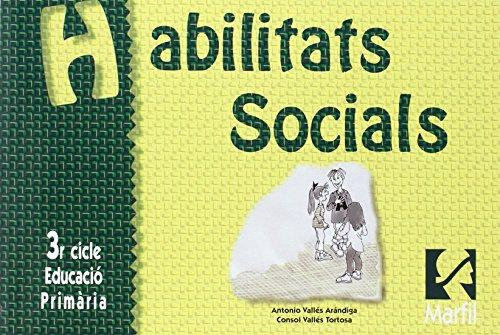 Habilitats
Socials
3r cicle
Educació
Primària
Antonio Vallés Arándiga
Consol Vallés Tortosa
Marfil